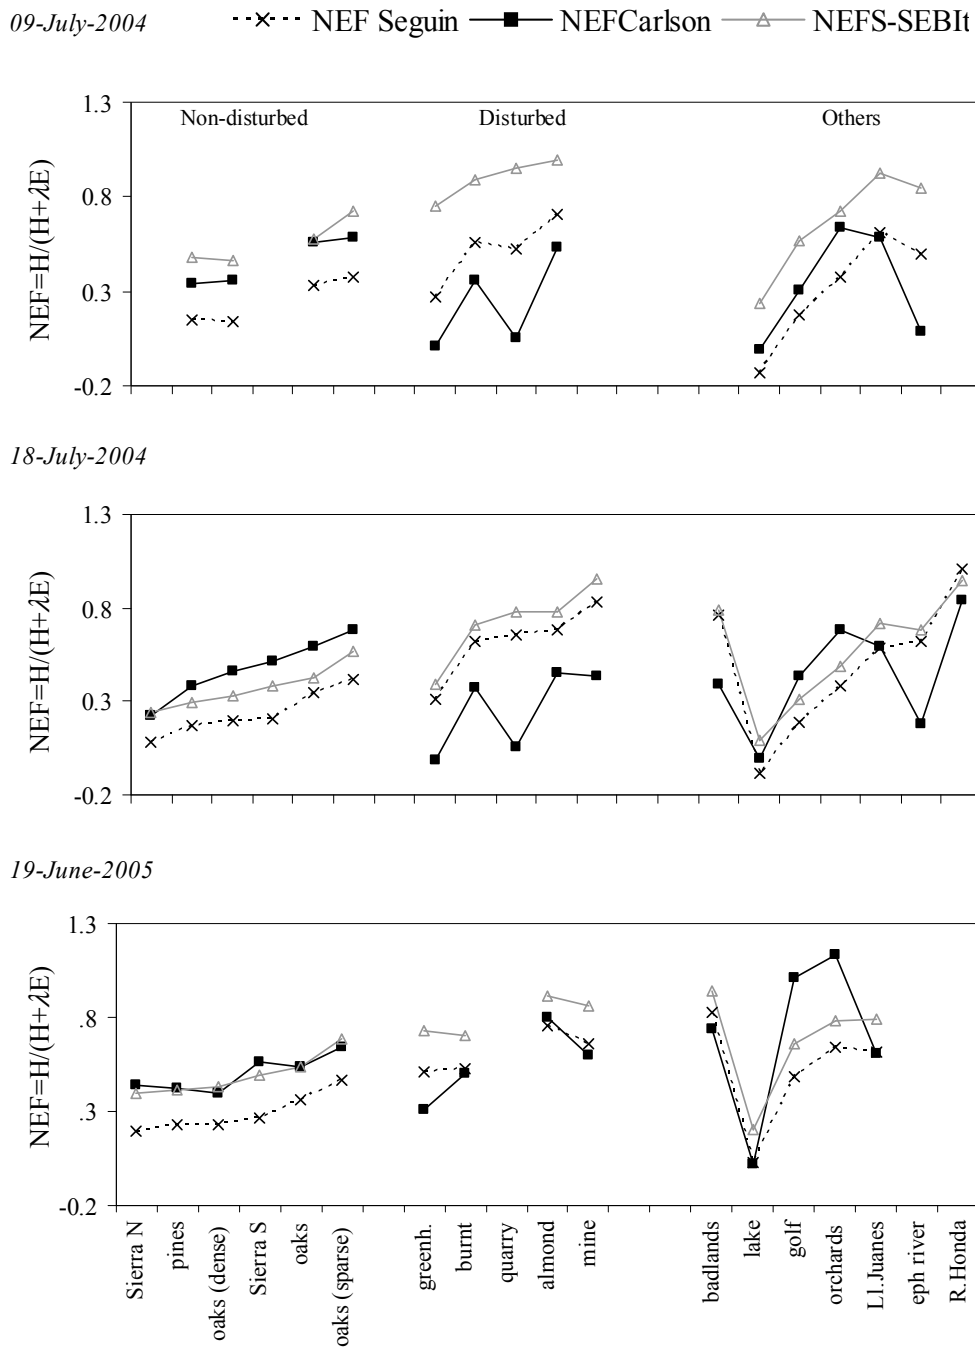 09-July-2004 NEF Seguin NEFCarlson NEFS-SEBIt
Non-disturbed Disturbed Others
NEF=H/(H+λE)
1.3
0.8
0.3
-0.2
18-July-2004
NEF=H/(H+λE)
1.3
0.8
0.3
-0.2
19-June-2005
NEF=H/(H+λE)
1.3
.8
.3
-0.2
Sierra N
pines
oaks (dense)
Sierra S
oaks
oaks (sparse)
greenh.
burnt
quarry
almond
mine
badlands
lake
golf
orchards
Ll.Juanes
eph river
R.Honda